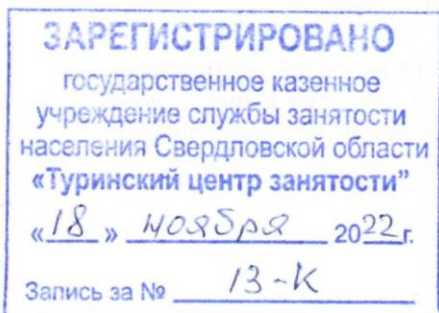 ЗАРЕГИСТРИРОВАНО
государственное казенное
учреждение службы занятости
населения Свердловской области
«Туринский центр занятости”
«18» ноября 2022г.
Запись за № 13-К